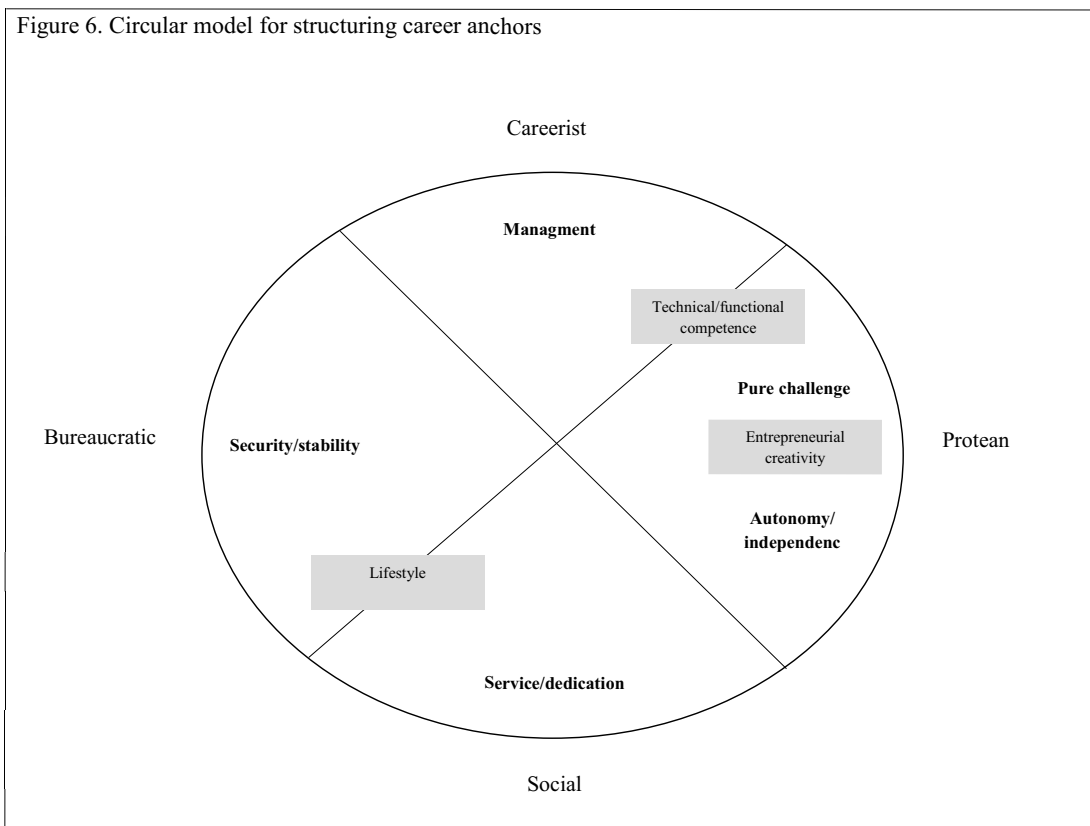 Figure 6. Circular model for structuring career anchors
Careerist
Managment
Technical/functional
competence
Pure challenge
Bureaucratic
Security/stability
Entrepreneurial
creativity
Protean
Autonomy/
independenc
Lifestyle
Service/dedication
Social